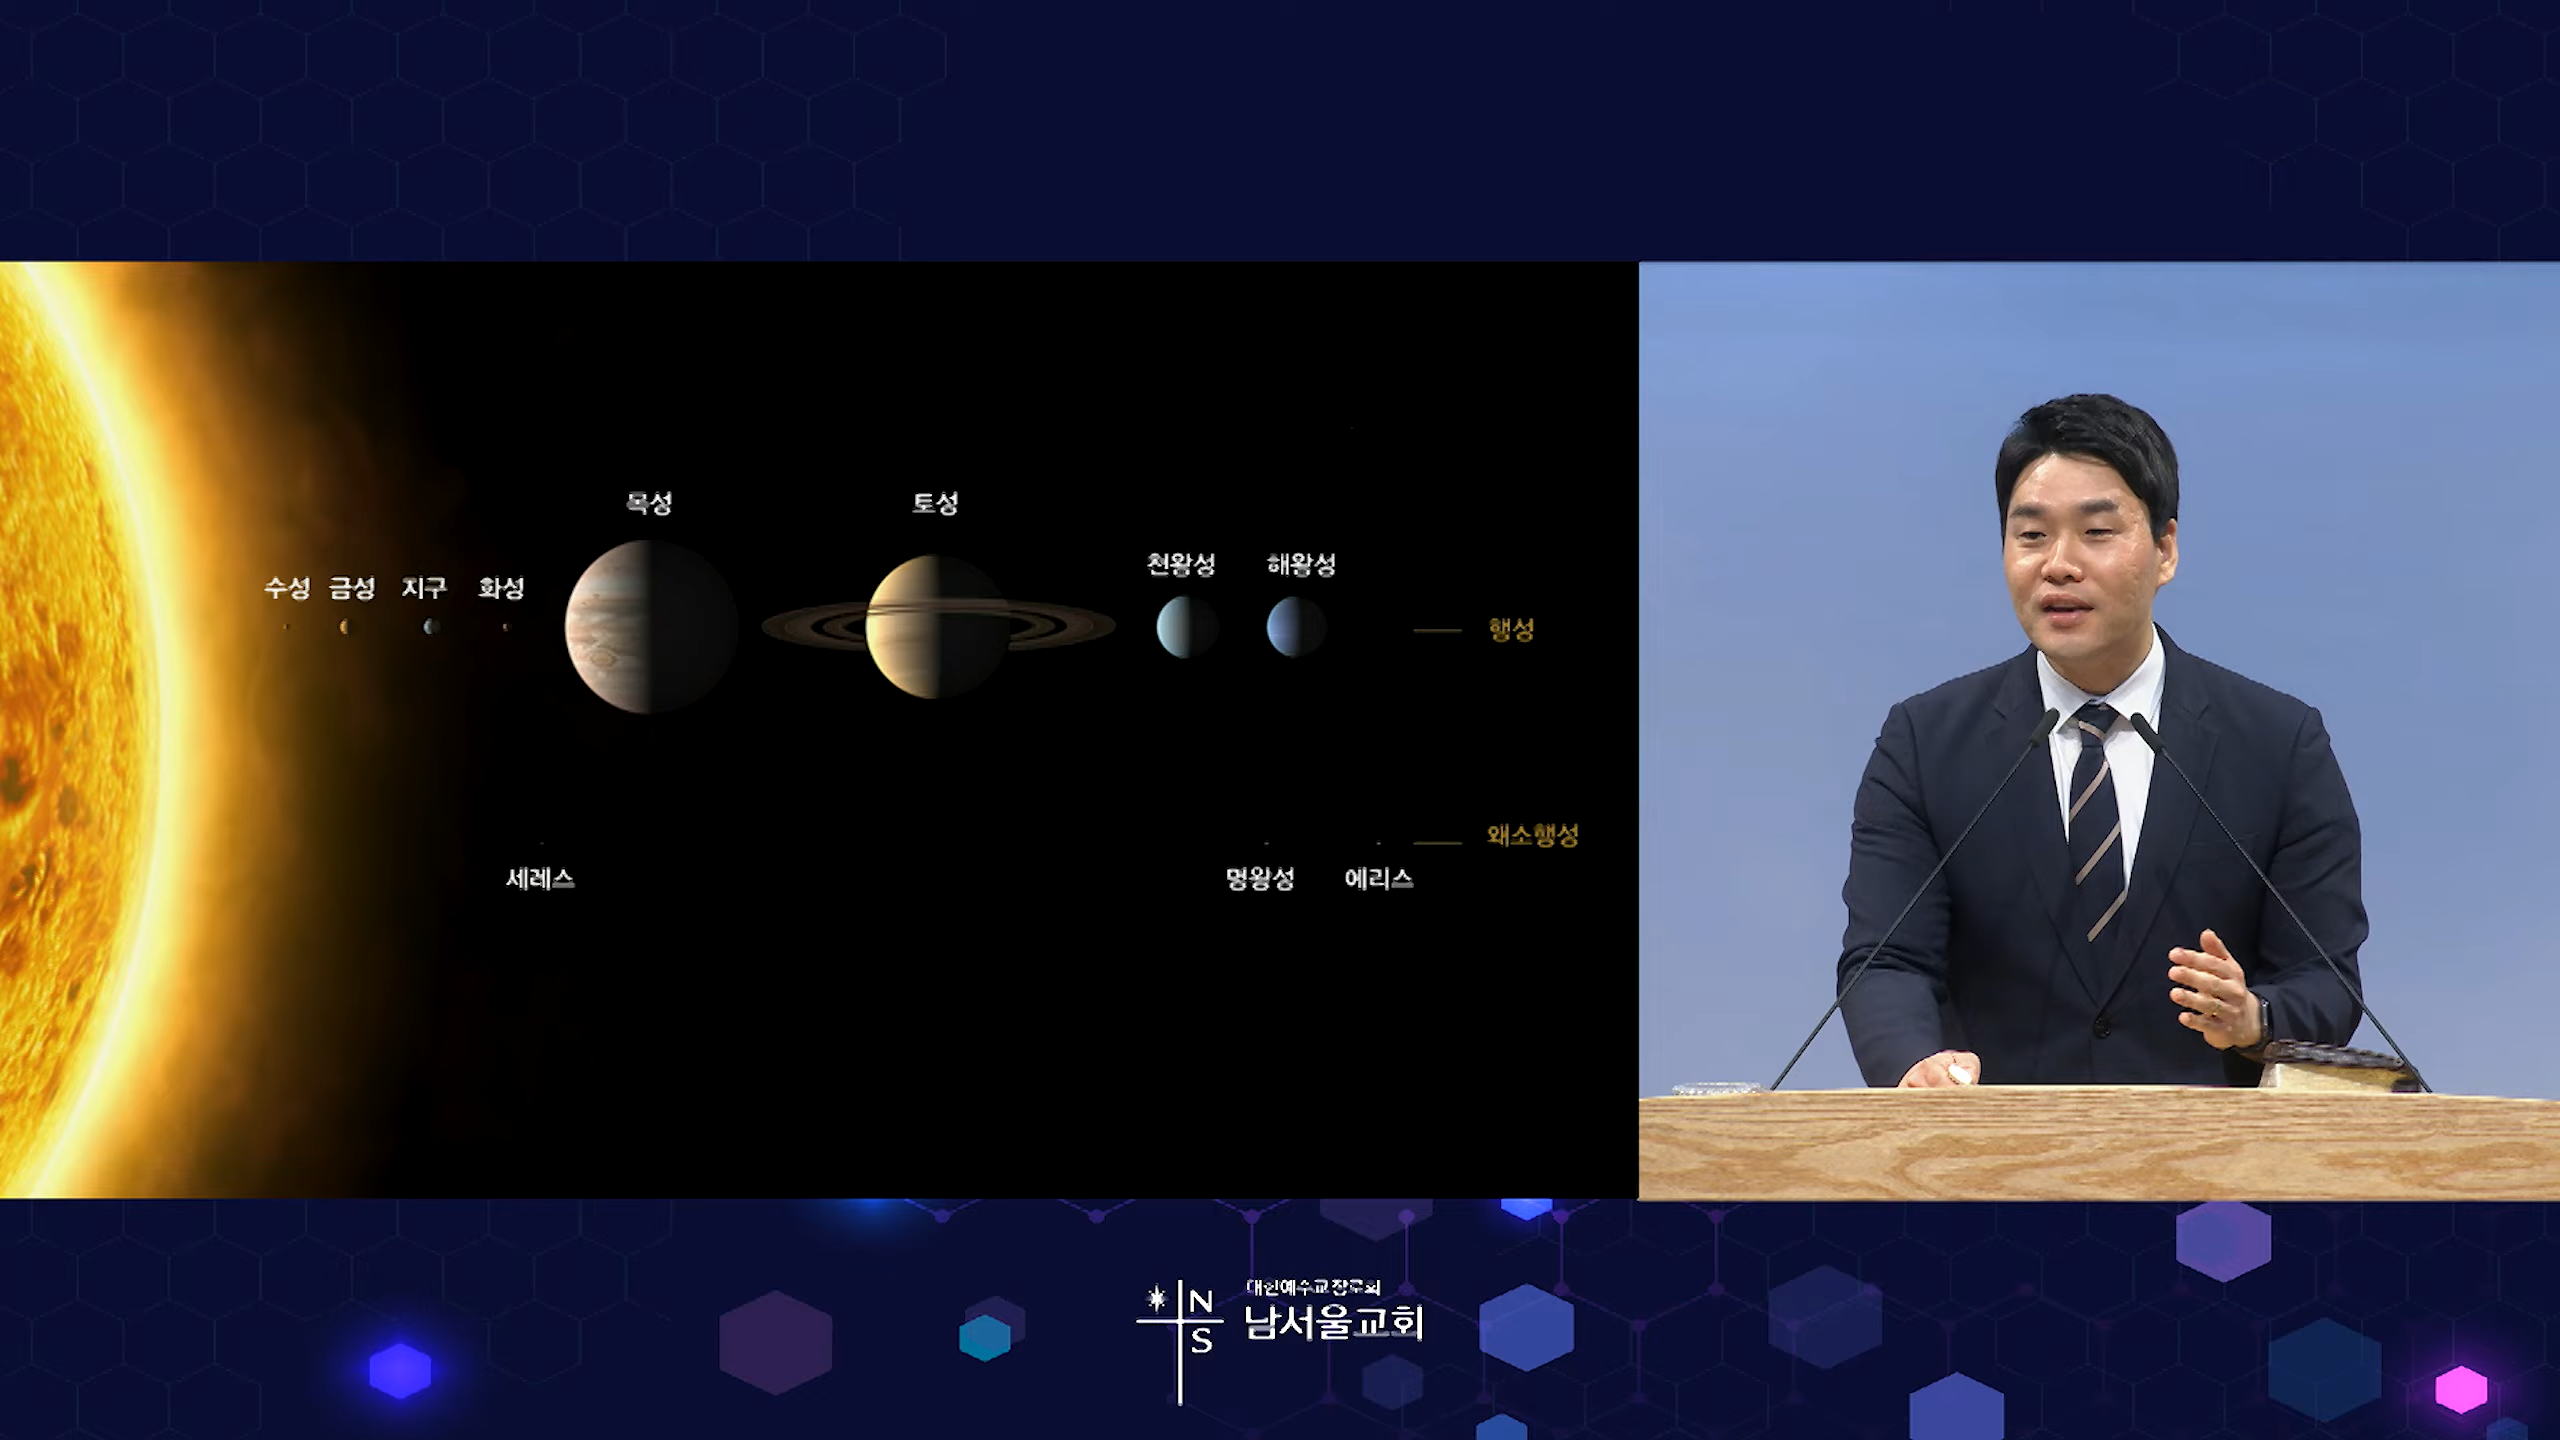 목성
토성
천왕성
해왕성
수성
금성
지구
화성
행성
왜소행성
세레스
명왕성
에리스
N
S
대한예수교장로회
남서울교회